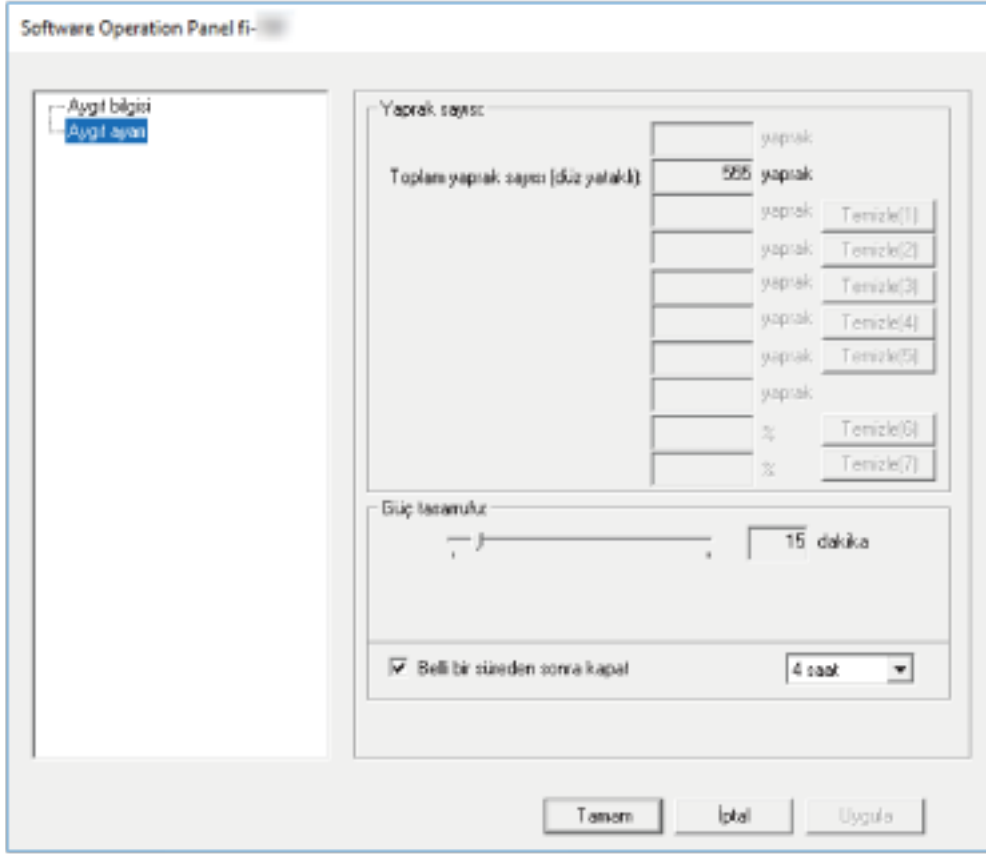 Software Operation Panel fi-
Aygıt bilgisi
Aygıt ayarı
Yaprak sayısı:
yaprak
Toplam yaprak sayısı (düz yataklı): 555 yaprak
yaprak Temizle(1)
yaprak Temizle(2)
yaprak Temizle(3)
yaprak Temizle(4)
yaprak Temizle(5)
yaprak
% Temizle(6)
% Temizle(7)
Güç tasarrufu:
15 dakika
Belli bir süreden sonra kapat 4 saat
Tamam İptal Uygula